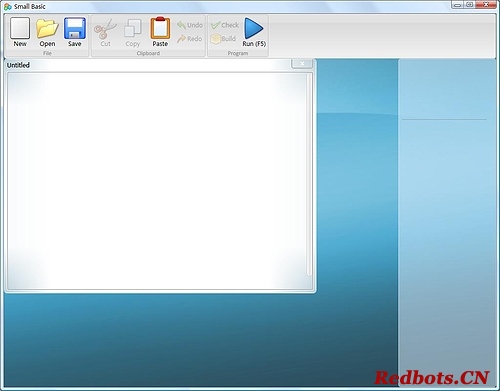 Small Basic
New
Open
Save
Cut
Copy
Paste
Undo
Redo
Check
Build
Run (F5)
File
Clipboard
Program
Untitled
Redbots.CN